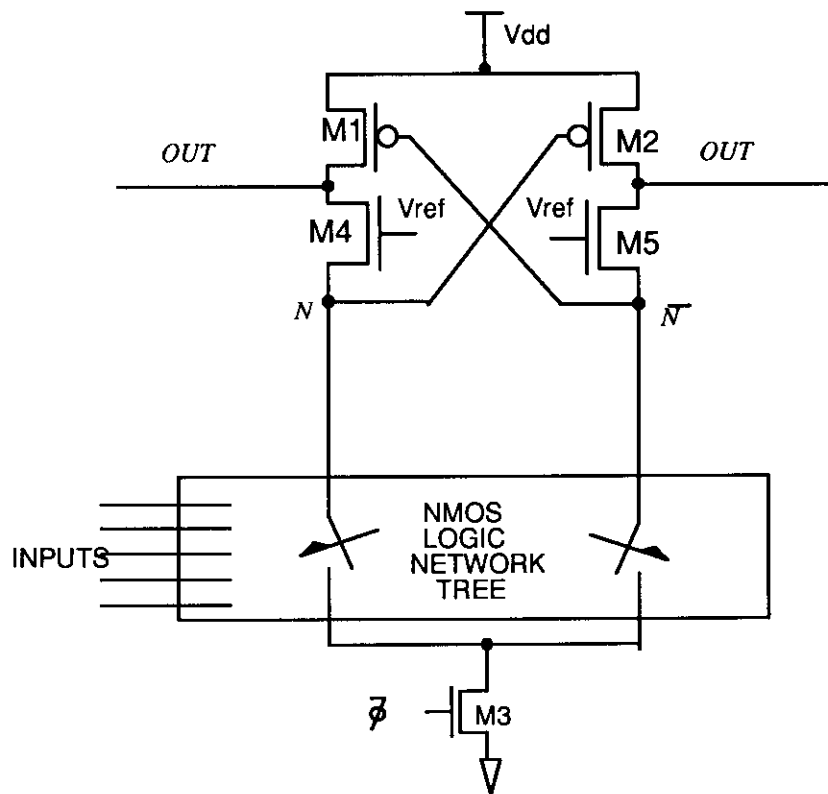 Vdd
M1
M2
OUT
OUT
Vref
Vref
M4
M5
N
N̅
NMOS
LOGIC
INPUTS
NETWORK
TREE
φ̅
M3